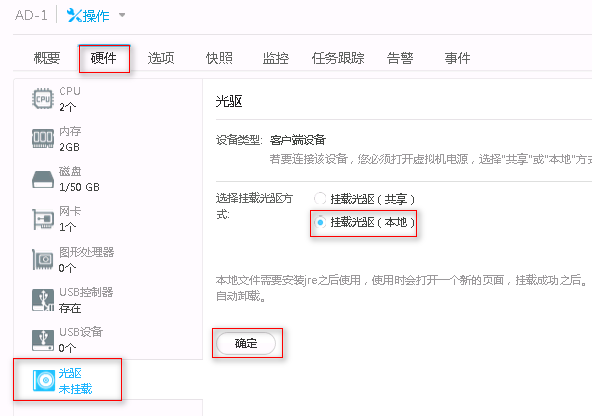 AD-1 操作
概要 硬件 选项 快照 监控 任务跟踪 告警 事件
CPU
2个
内存
2GB
磁盘
1/50 GB
网卡
1个
图形处理器
0个
USB控制器
存在
USB设备
0个
光驱
未挂载
光驱
设备类型: 客户端设备
若要连接该设备，您必须打开虚拟机电源，选择"共享"或"本地"方式
选择挂载光驱方
式:
挂载光驱（共享）
挂载光驱（本地）
本地文件需要安装jre之后使用，使用时会打开一个新的页面，挂载成功之后。
自动卸载。
确定